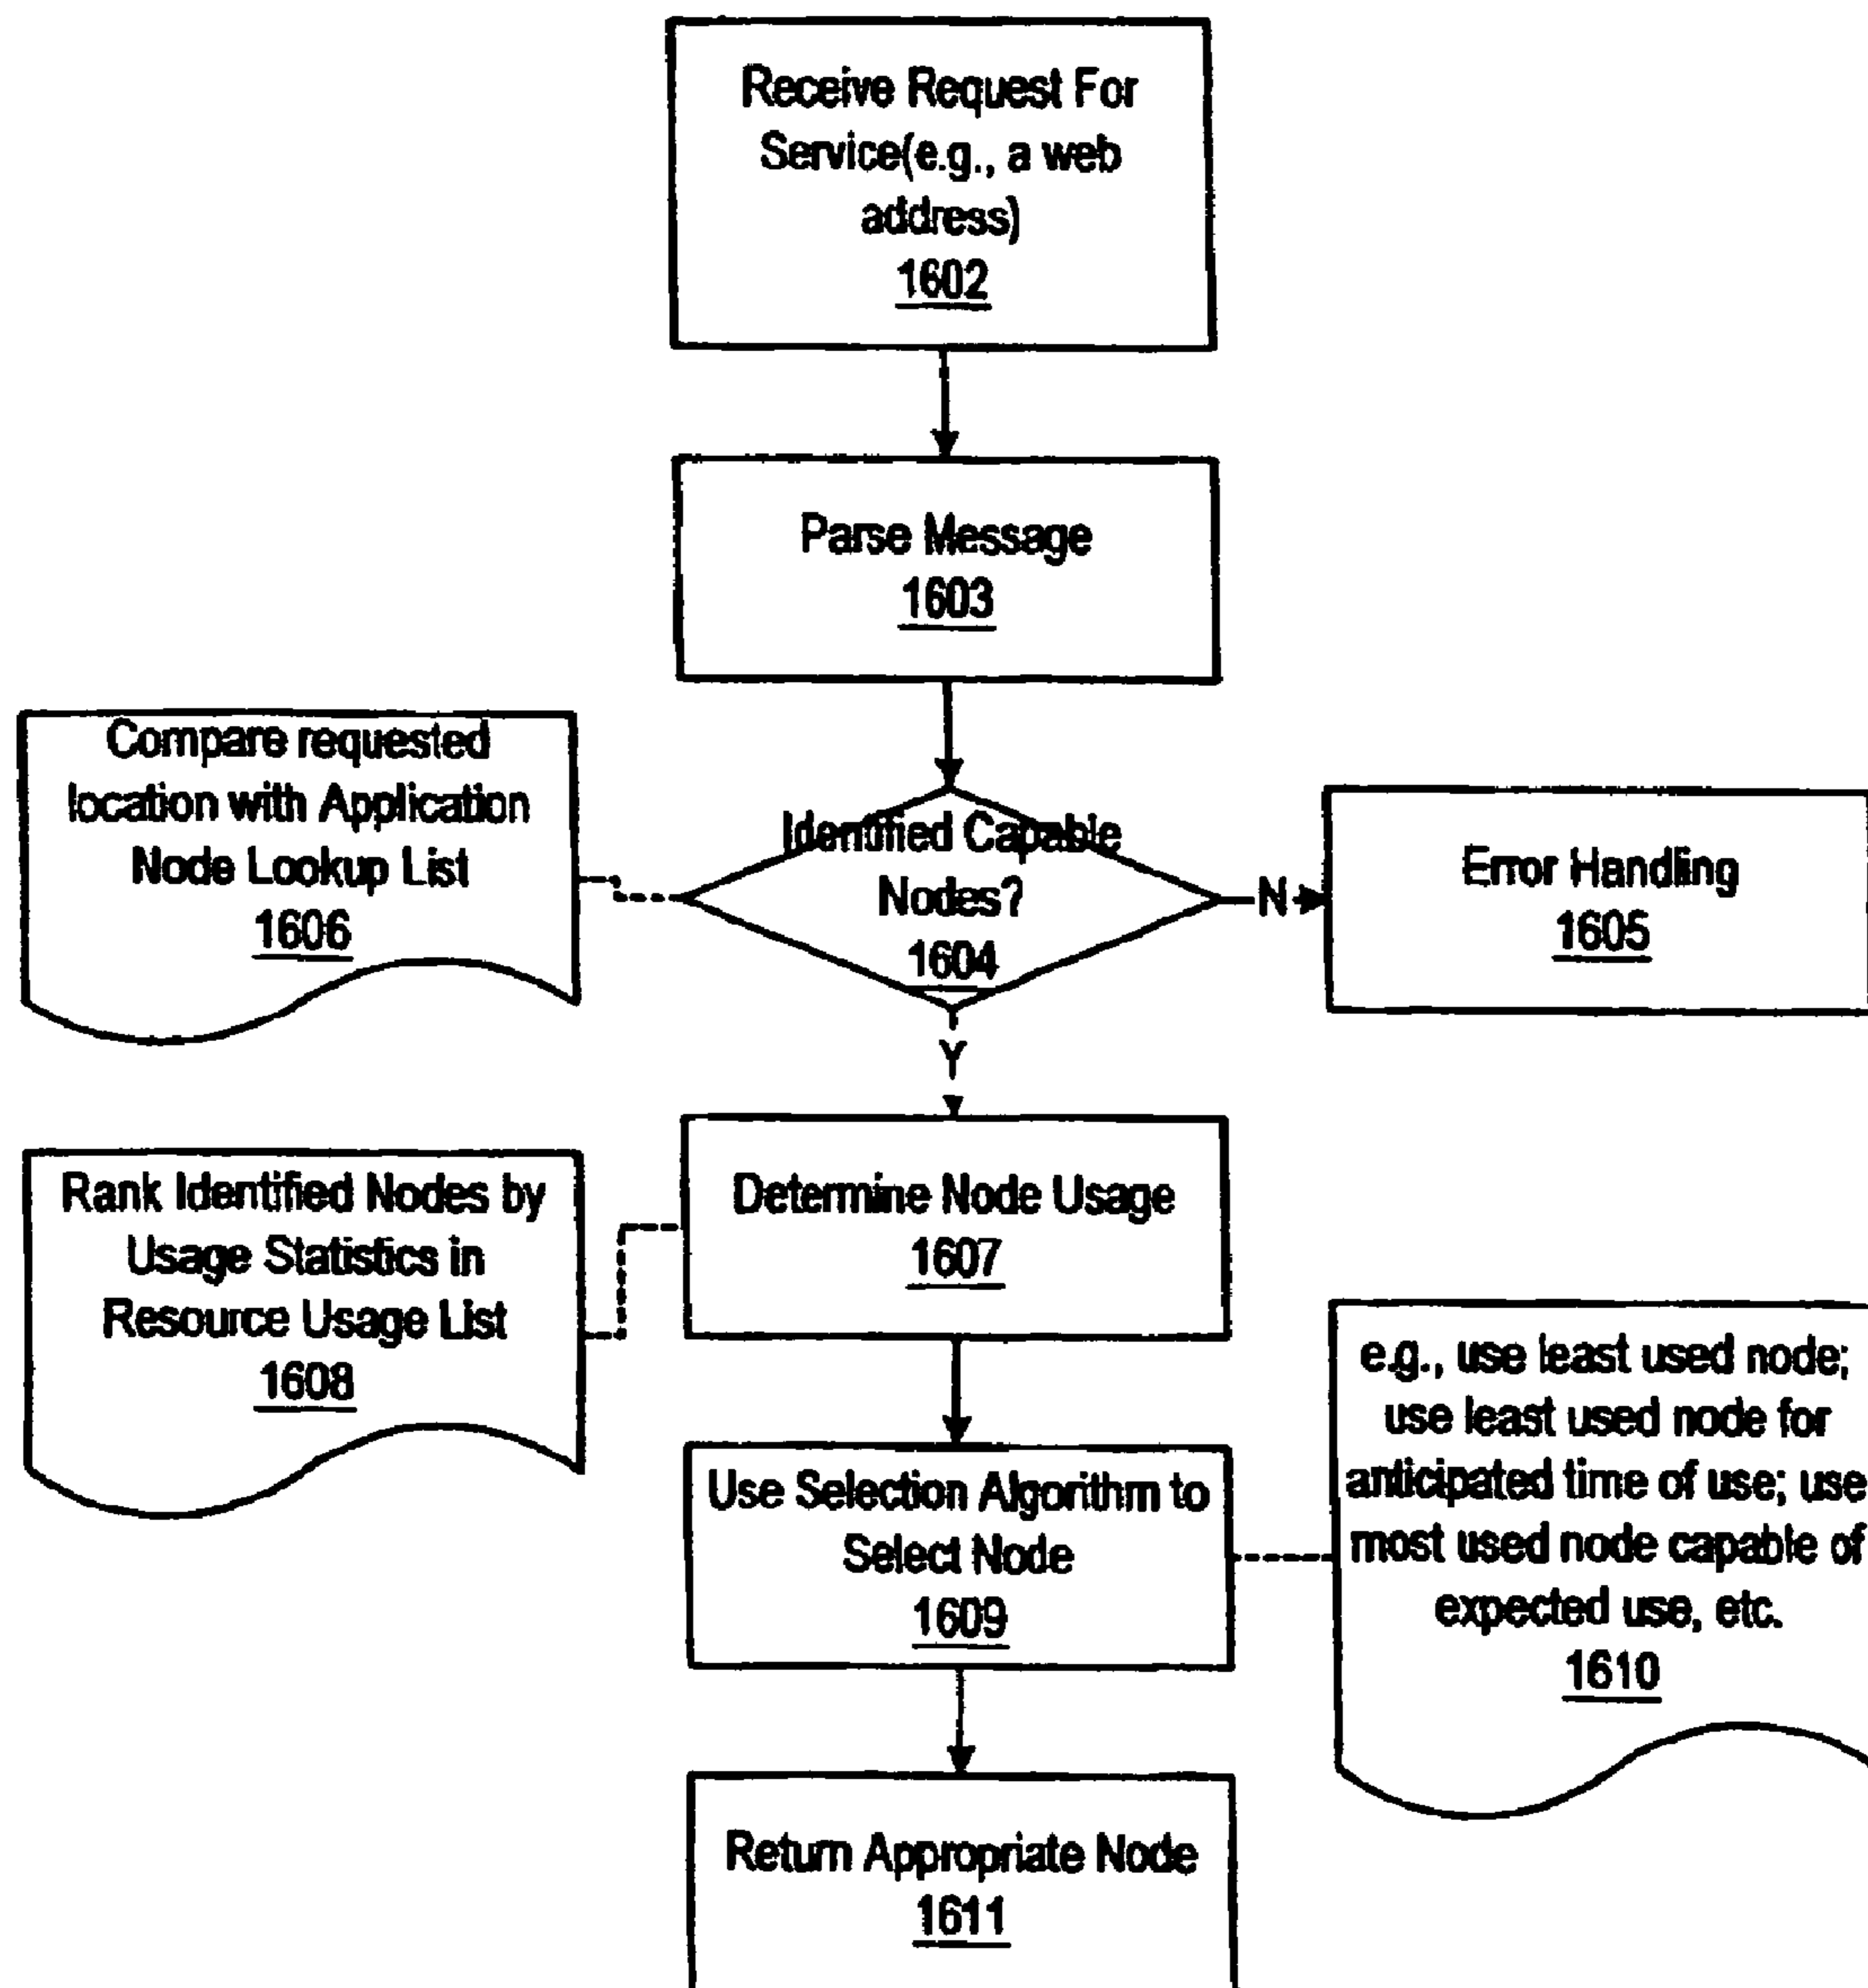 Receive Request For
Service(e.g., a web
address)
1602
Parse Message
1603
Compare requested
location with Application
Node Lookup List
1606
Identified Capable
Nodes?
1604
N
Error Handling
1605
Y
Rank Identified Nodes by
Usage Statistics in
Resource Usage List
1608
Determine Node Usage
1607
Use Selection Algorithm to
Select Node
1609
e.g., use least used node;
use least used node for
anticipated time of use; use
most used node capable of
expected use, etc.
1610
Return Appropriate Node
1611